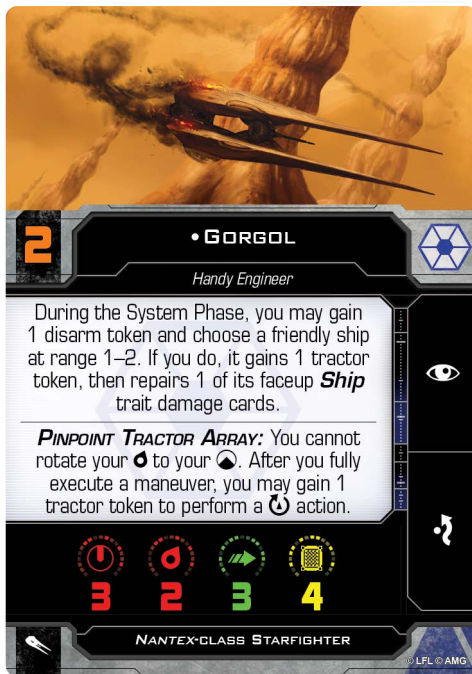 2
•Gorgol
Handy Engineer
During the System Phase, you may gain
1 disarm token and choose a friendly ship
at range 1–2. If you do, it gains 1 tractor
token, then repairs 1 of its faceup Ship
trait damage cards.
Pinpoint Tractor Array: You cannot
rotate your to your . After you fully
execute a maneuver, you may gain 1
tractor token to perform a action.
3 2 3 4
Nantex-class Starfighter
© LFL © AMG